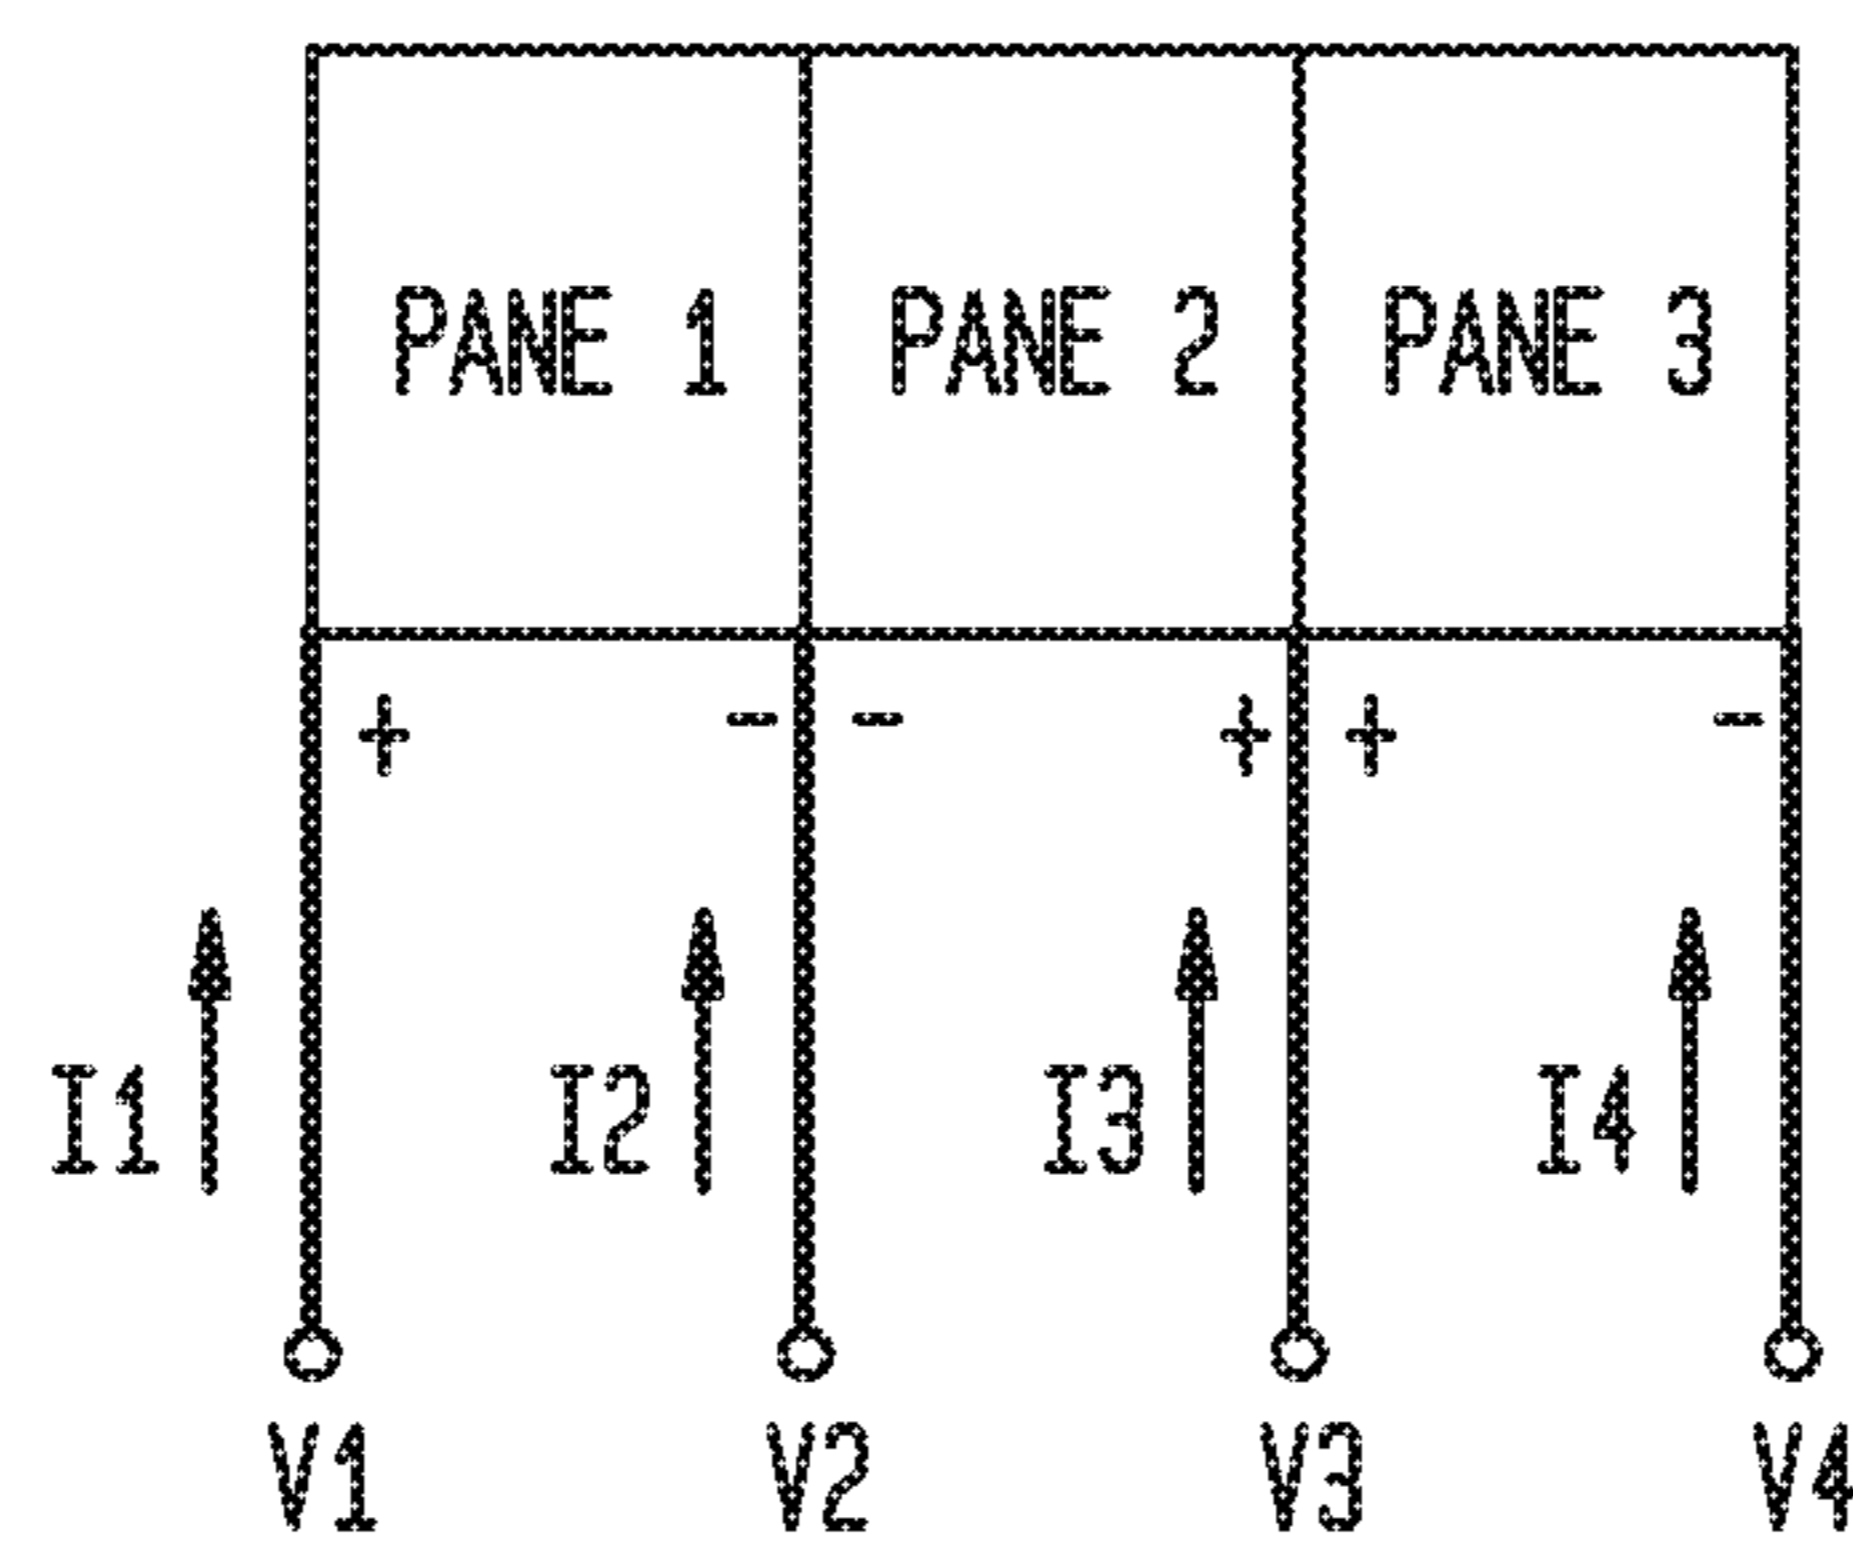 PANE 1 PANE 2 PANE 3
+ - - + + -
I1 I2 I3 I4
V1 V2 V3 V4